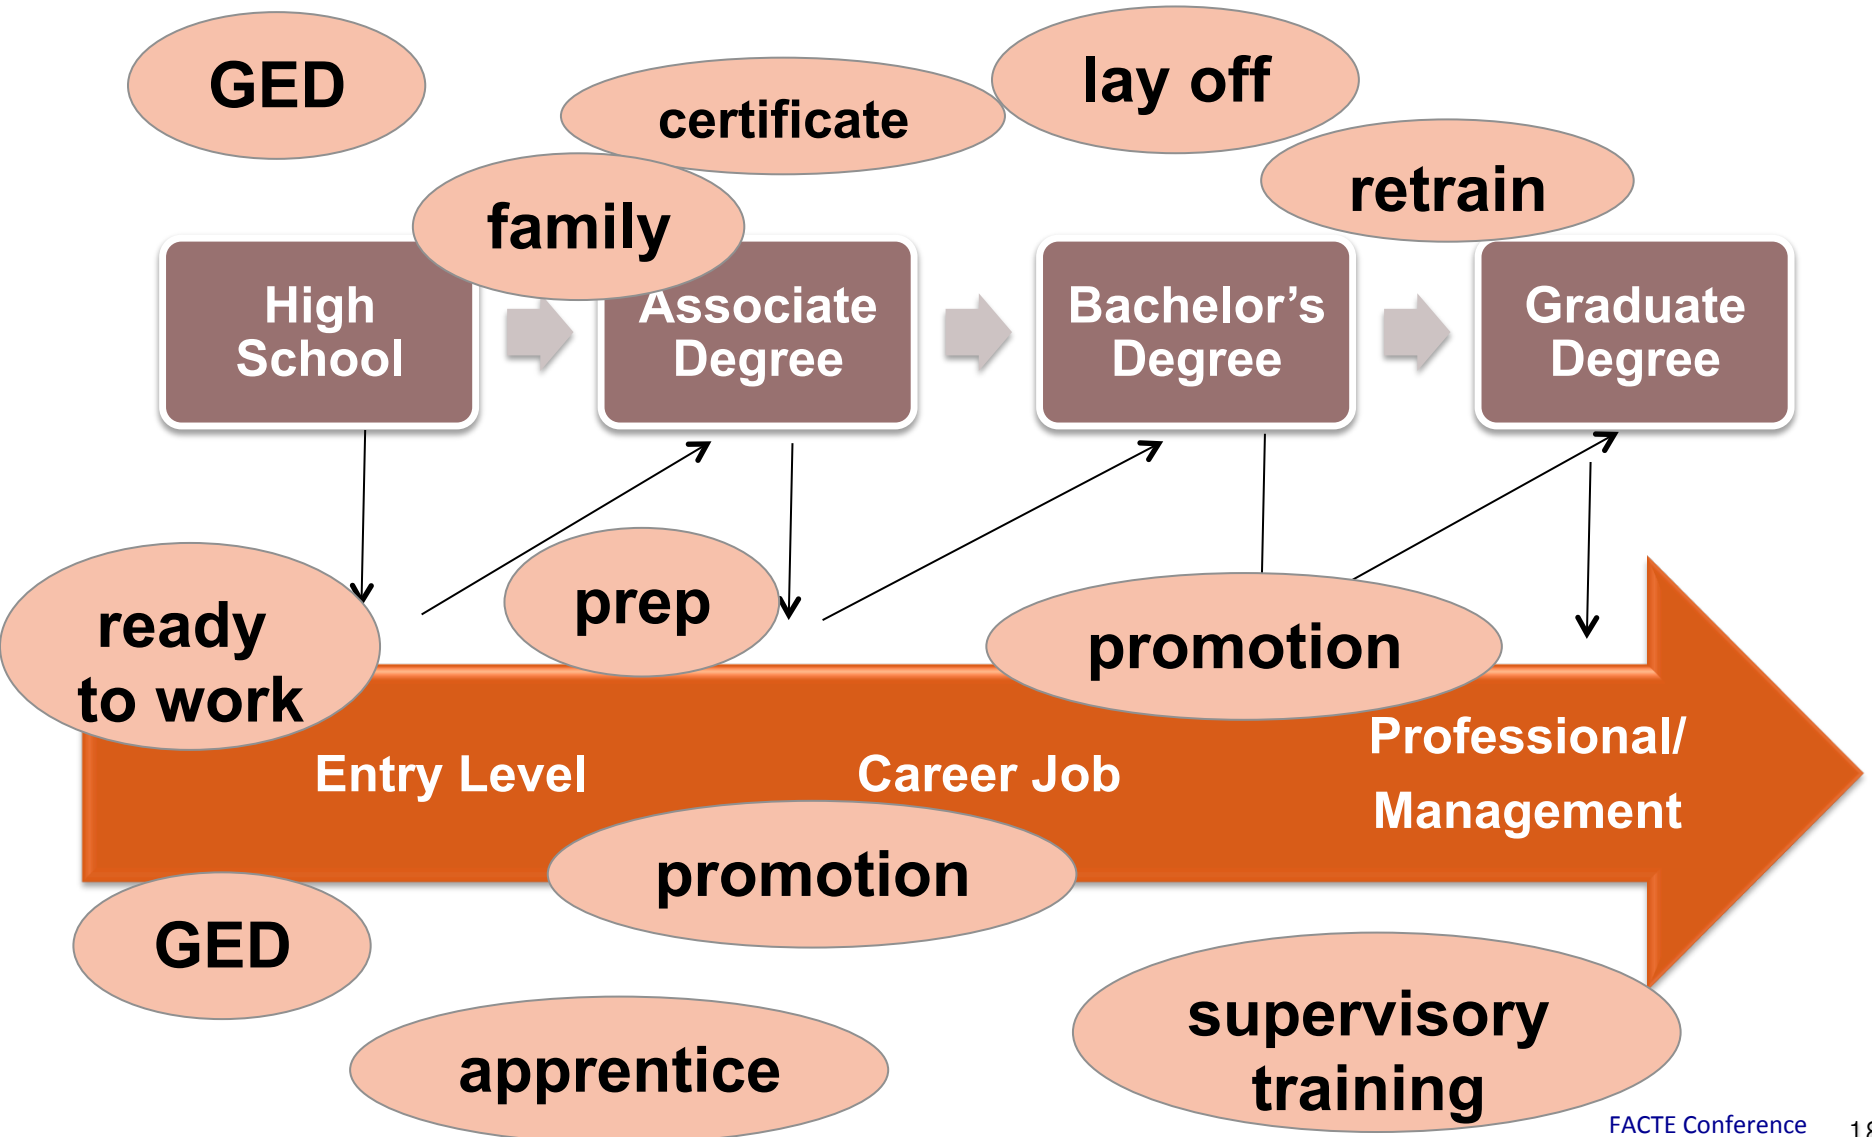 GED
certificate
lay off
retrain
family
High
School
Associate
Degree
Bachelor’s
Degree
Graduate
Degree
ready
to work
prep
promotion
Entry Level
Career Job
Professional/
Management
promotion
GED
apprentice
supervisory
training
FACTE Conference